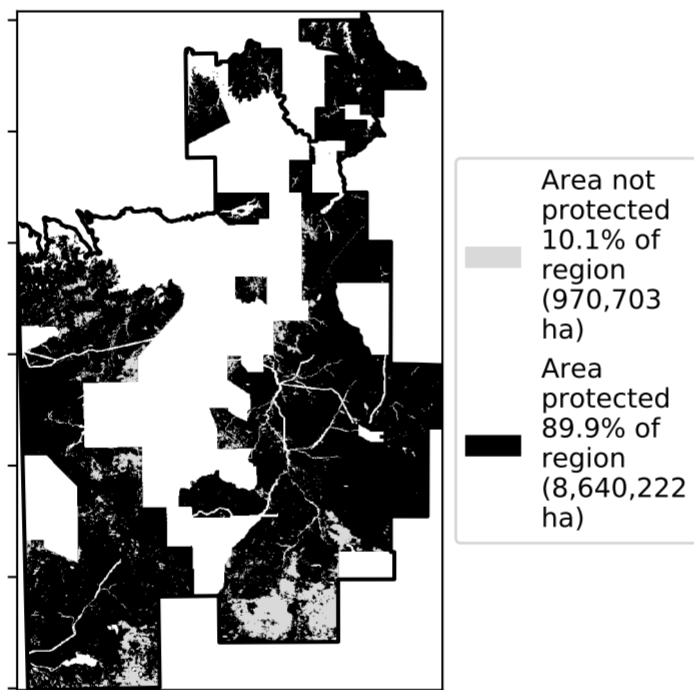 Area not
protected
10.1% of
region
(970,703
ha)
Area
protected
89.9% of
region
(8,640,222
ha)